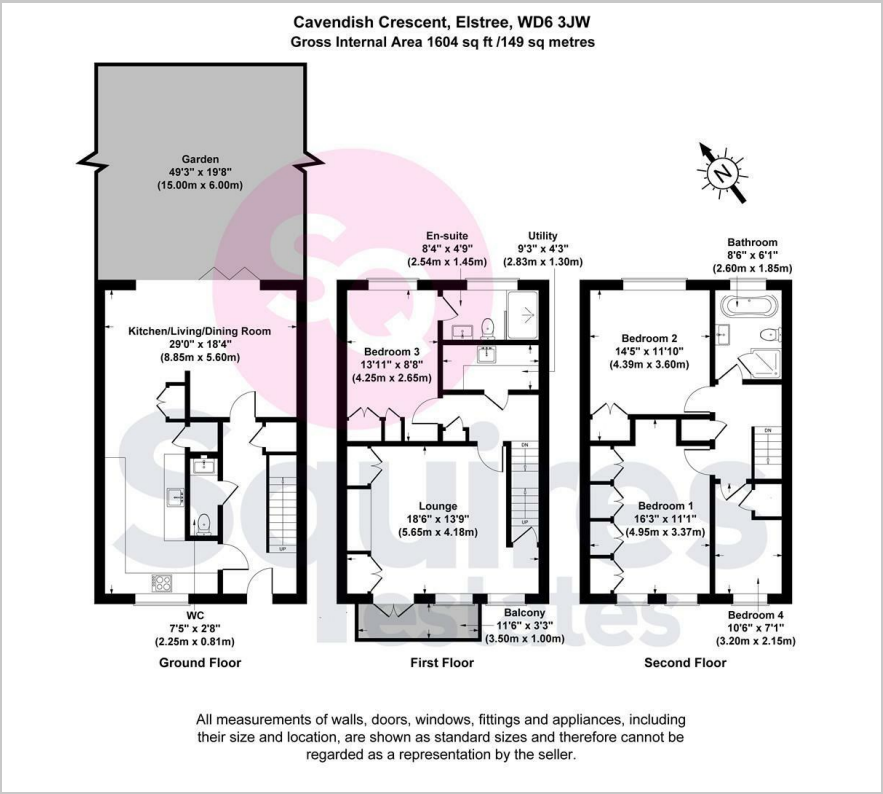 Cavendish Crescent, Elstree, WD6 3JW
Gross Internal Area 1604 sq ft /149 sq metres
Garden
49'3" x 19'8"
(15.00m x 6.00m)
N
SQ
Squires
estates
Kitchen/Living/Dining Room
29'0" x 18'4"
(8.85m x 5.60m)
UP
WC
7'5" x 2'8"
(2.25m x 0.81m)
Ground Floor
En-suite
8'4" x 4'9"
(2.54m x 1.45m)
Utility
9'3" x 4'3"
(2.83m x 1.30m)
Bedroom 3
13'11" x 8'8"
(4.25m x 2.65m)
DN
Lounge
18'6" x 13'9"
(5.65m x 4.18m)
UP
Balcony
11'6" x 3'3"
(3.50m x 1.00m)
First Floor
Bathroom
8'6" x 6'1"
(2.60m x 1.85m)
Bedroom 2
14'5" x 11'10"
(4.39m x 3.60m)
DN
Bedroom 1
16'3" x 11'1"
(4.95m x 3.37m)
Bedroom 4
10'6" x 7'1"
(3.20m x 2.15m)
Second Floor
All measurements of walls, doors, windows, fittings and appliances, including
their size and location, are shown as standard sizes and therefore cannot be
regarded as a representation by the seller.